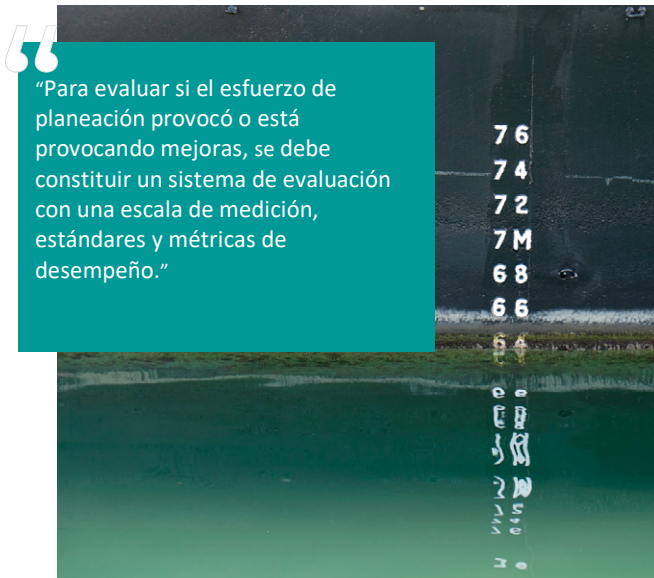 “Para evaluar si el esfuerzo de
planeación provocó o está
provocando mejoras, se debe
constituir un sistema de evaluación
con una escala de medición,
estándares y métricas de
desempeño.”
76
74
72
7M
68
66
64